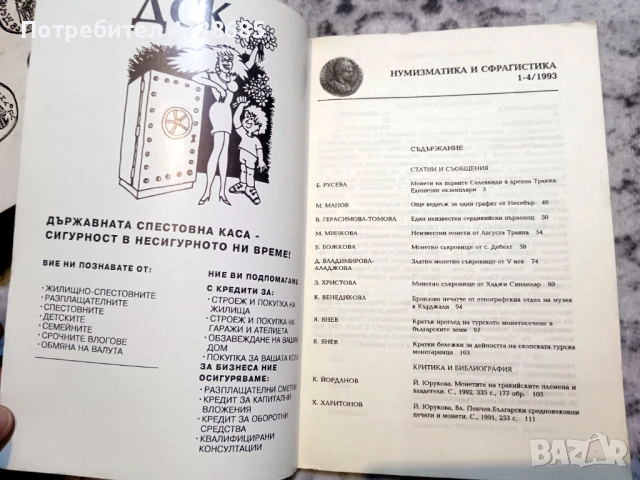 Потребител 128685
ДСК
ДЪРЖАВНАТА СПЕСТОВНА КАСА -
СИГУРНОСТ В НЕСИГУРНОТО НИ ВРЕМЕ!
ВИЕ НИ ПОЗНАВАТЕ ОТ:
· ЖИЛИЩНО-СПЕСТОВНИТЕ
· РАЗПЛАЩАТЕЛНИТЕ
· СПЕСТОВНИТЕ
· ДЕТСКИТЕ
· СЕМЕЙНИТЕ
· СРОЧНИТЕ ВЛОГОВЕ
· ОБМЯНА НА ВАЛУТА
НИЕ ВИ ПОДПОМАГАМЕ
С КРЕДИТИ ЗА:
· СТРОЕЖ И ПОКУПКА НА
ЖИЛИЩА
· СТРОЕЖ И ПОКУПКА НА
ГАРАЖИ И АТЕЛИЕТА
· ОБЗАВЕЖДАНЕ НА ВАШИЯ
ДОМ
· ПОКУПКА ЗА ВАШАТА КОЛА
ЗА БИЗНЕСА НИЕ
ОСИГУРЯВАМЕ:
· РАЗПЛАЩАТЕЛНИ СМЕТКИ
· КРЕДИТ ЗА КАПИТАЛНИ
ВЛОЖЕНИЯ
· КРЕДИТ ЗА ОБОРОТНИ
СРЕДСТВА
· КВАЛИФИЦИРАНИ
КОНСУЛТАЦИИ
НУМИЗМАТИКА И СФРАГИСТИКА
1-4/1993
СЪДЪРЖАНИЕ
СТАТИИ И СЪОБЩЕНИЯ
Б. РУСЕВА Монети на първите Селевкиди в древна Тракия.
Единични екземпляри 3
М. МАНОВ Още веднъж за един графит от Несебър 40
В. ГЕРАСИМОВА-ТОМОВА Един неизвестен сердикийски първенец 50
М. МИНКОВА Неизвестни монети от Августа Траяна 54
Б. БОЖКОВА Монетно съкровище от с. Дебелт 62
Д. ВЛАДИМИРОВА-АЛАДЖОВА Златно монетно съкровище от V век 74
З. ХРИСТОВА Монетно съкровище от Хаджи Синанлар 80
К. ВЕНЕДИКОВА Бронзово печатче от етнографския отдел на музея
в Кърджали 94
Я. ЯНЕВ Кратък преглед на турското монетосечене в
българските земи 97
Я. ЯНЕВ Кратки бележки за дейността на скопската турска
монетарница 103
КРИТИКА И БИБЛИОГРАФИЯ
К. ЙОРДАНОВ Й. Юрукова. Монетите на тракийските племена и
владетели. С., 1992, 335 с., 177 обр. 101
Х. ХАРИТОНОВ Й. Юрукова, Вл. Пенчев.Български средновековни
печати и монети. С., 1991, 253 с. 111
BAZAR